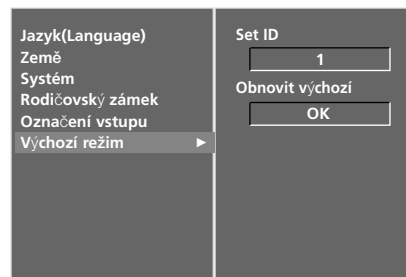 Jazyk(Language)
Země
Systém
Rodičovský zámek
Označení vstupu
Výchozí režim ►
Set ID
1
Obnovit výchozí
OK